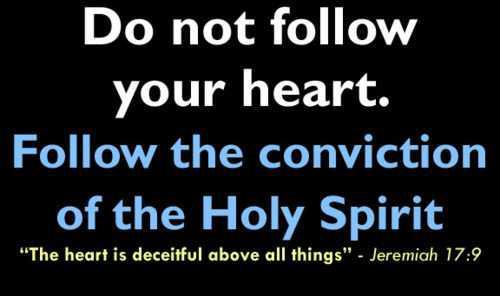 Do not follow
your heart.
Follow the conviction
of the Holy Spirit
“The heart is deceitful above all things” - Jeremiah 17:9